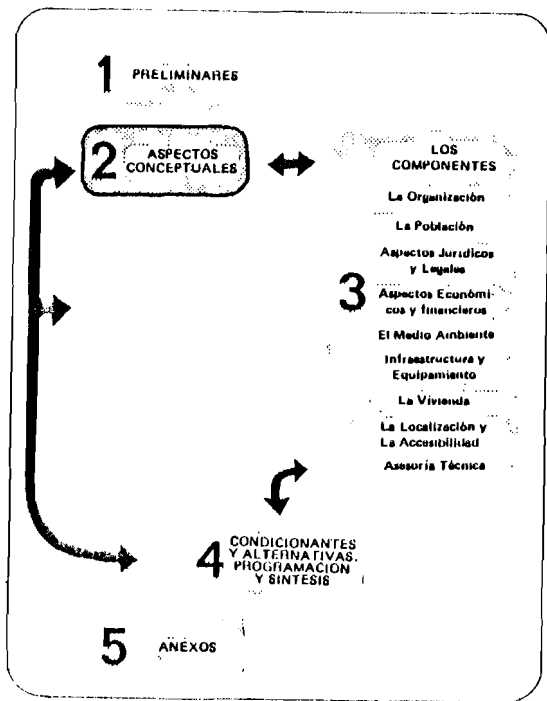 1 PRELIMINARES
2 ASPECTOS
CONCEPTUALES
LOS
COMPONENTES
La Organización
La Población
Aspectos Jurídicos
y Legales
3 Aspectos Económi-
cos y financieros
El Medio Ambiente
Infraestructura y
Equipamiento
La Vivienda
La Localización y
La Accesibilidad
Asesoría Técnica
4 CONDICIONANTES
Y ALTERNATIVAS.
PROGRAMACION
Y SINTESIS
5 ANEXOS